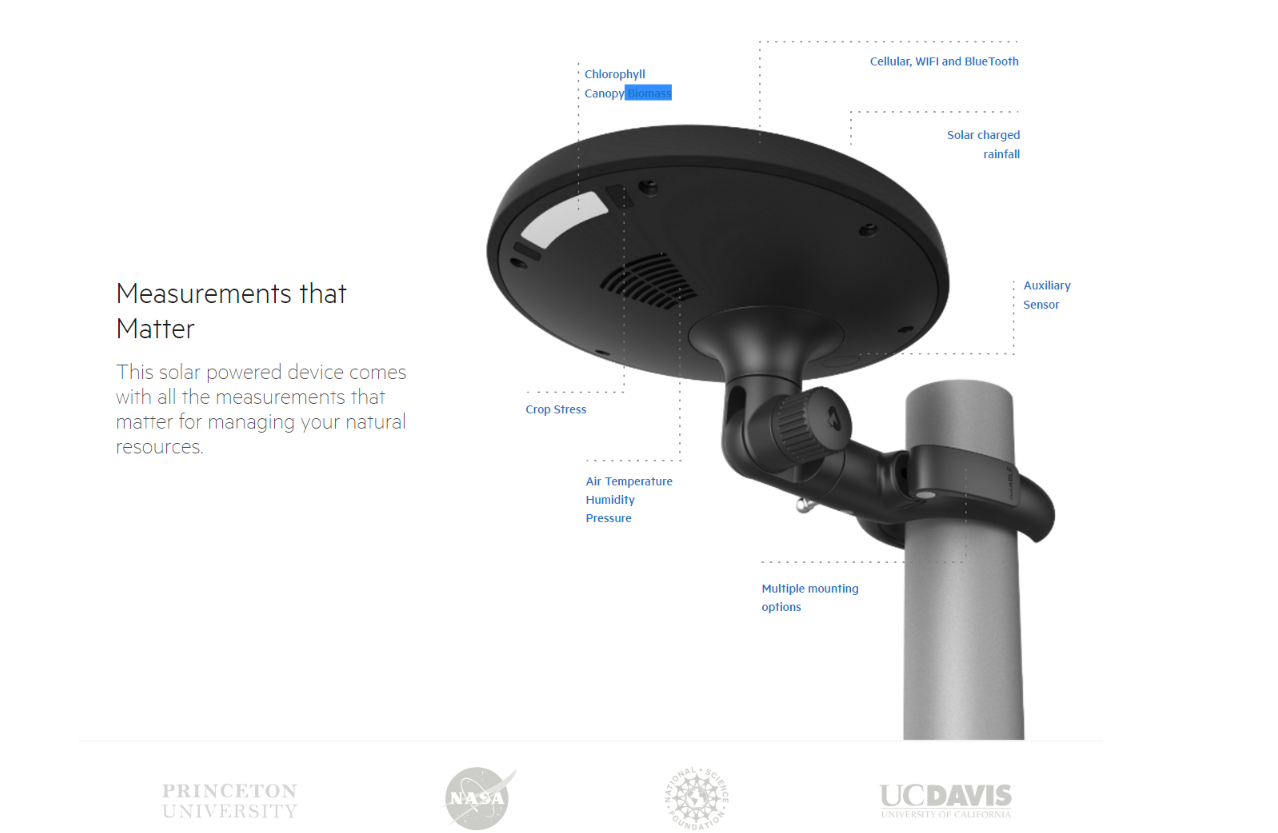 Cellular, WIFI and BlueTooth
Chlorophyll
Canopy Biomass
Solar charged
rainfall
Measurements that
Matter
This solar powered device comes
with all the measurements that
matter for managing your natural
resources.
Auxiliary
Sensor
Crop Stress
Air Temperature
Humidity
Pressure
Multiple mounting
options
PRINCETON
UNIVERSITY
NASA
NATIONAL SCIENCE
FOUNDATION
UCDAVIS
UNIVERSITY OF CALIFORNIA